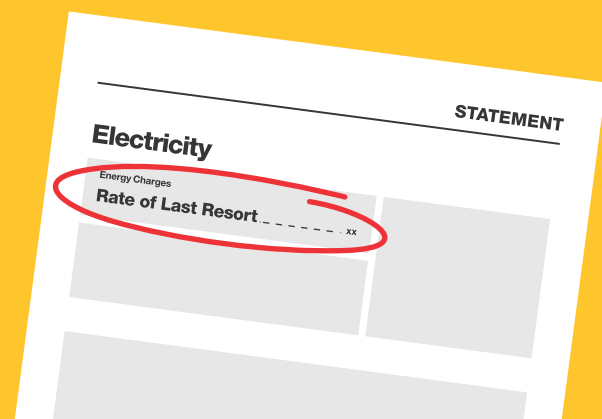 STATEMENT
Electricity
Energy Charges
Rate of Last Resort _ _ _ _ _ _ _ . xx